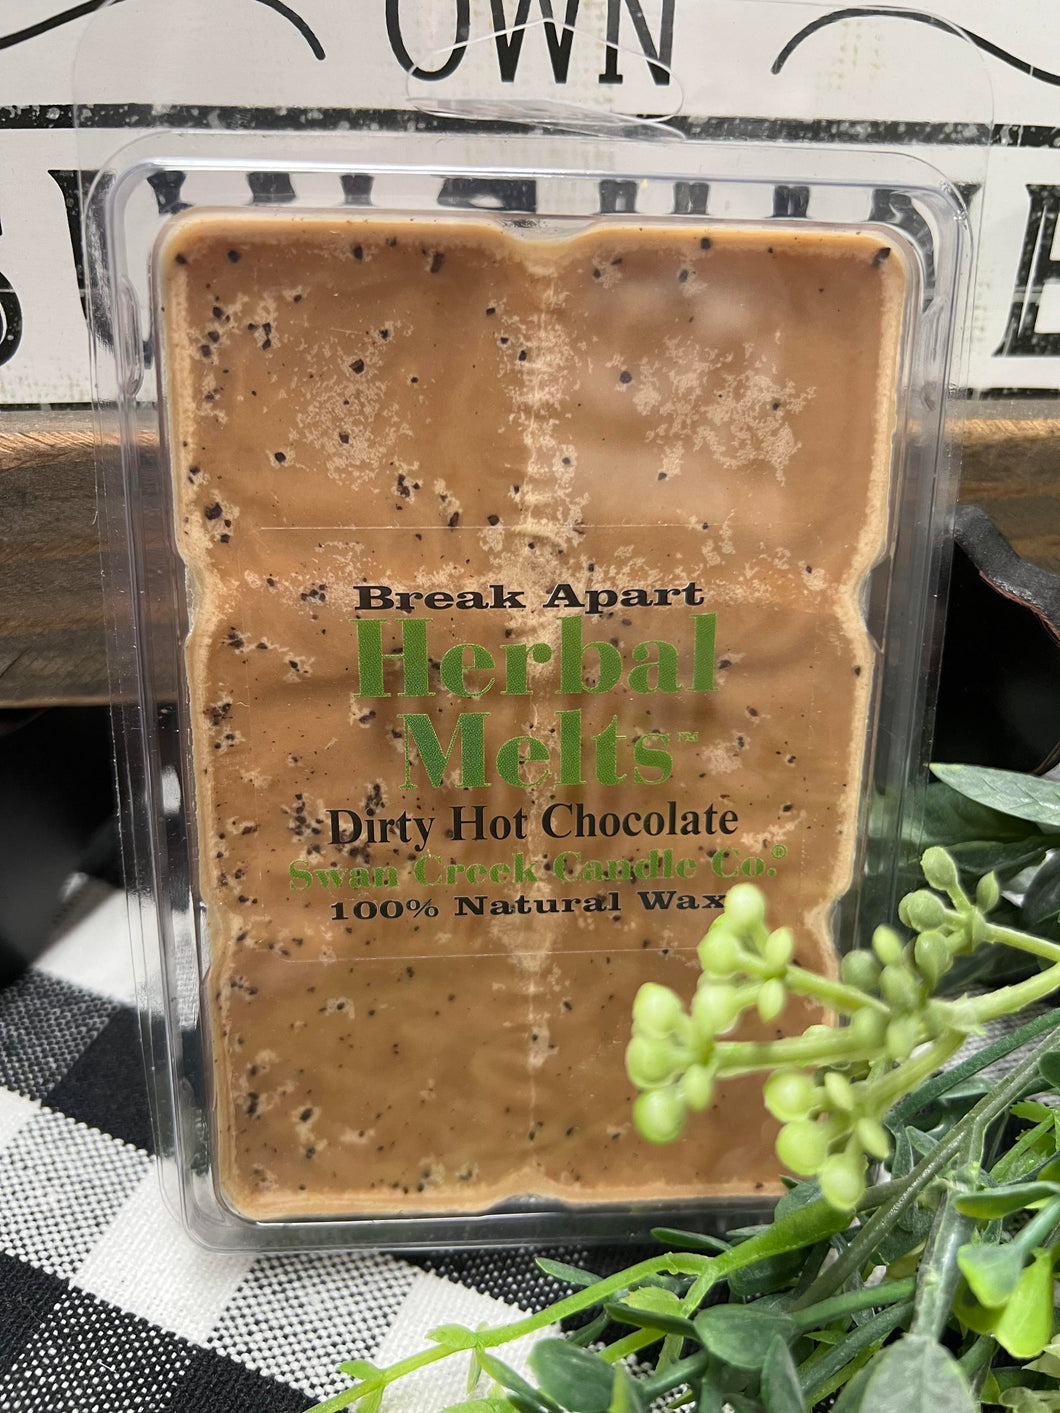 OWN
Break Apart
Herbal
Melts™
Dirty Hot Chocolate
Swan Creek Candle Co.®
100% Natural Wax